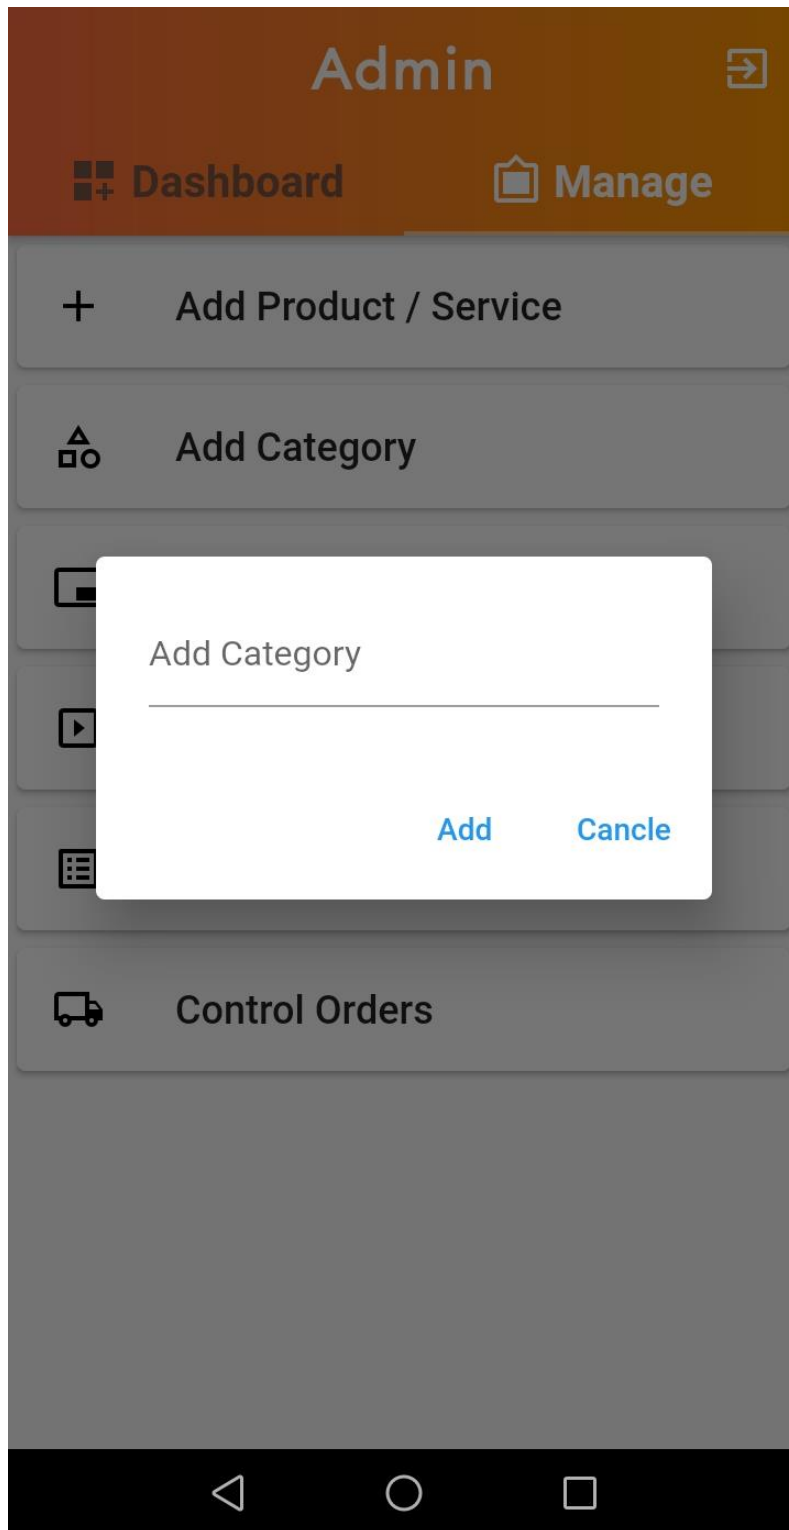 Admin
Dashboard Manage
Add Product / Service
Add Category
Add Category
Add Cancle
Control Orders